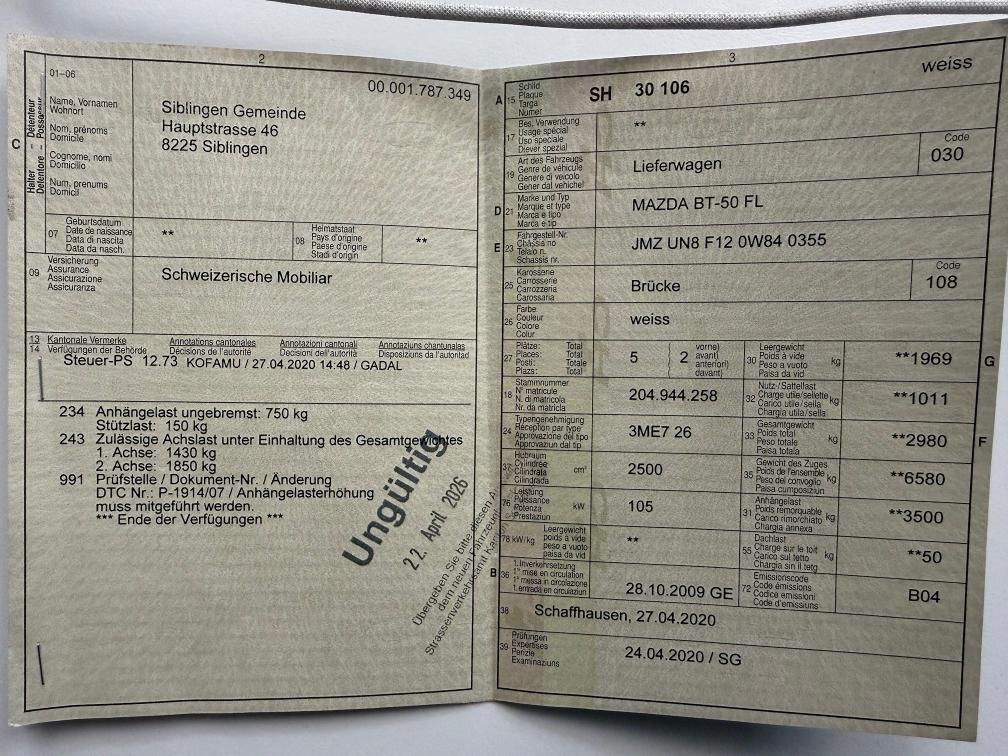 2
00.001.787.349
C
Halter – Détenteur
Detentore – Possessur
01–06
Name, Vornamen
Wohnort
Nom, prénoms
Domicile
Cognome, nomi
Domicilio
Num, prenums
Domicil
Siblingen Gemeinde
Hauptstrasse 46
8225 Siblingen
07
Geburtsdatum
Date de naissance
Data di nascita
Data da nasch.
**
08
Heimatstaat
Pays d'origine
Paese d'origine
Stadi d'origin
**
09
Versicherung
Assurance
Assicurazione
Assicuranza
Schweizerische Mobiliar
13
14
Kantonale Vermerke
Verfügungen der Behörde
Annotations cantonales
Décisions de l'autorité
Annotazioni cantonali
Decisioni dell'autorità
Annotaziuns chantunalas
Disposiziuns da l'autoritad
Steuer-PS 12.73 KOFAMU / 27.04.2020 14:48 / GADAL
234 Anhängelast ungebremst: 750 kg
Stützlast: 150 kg
243 Zulässige Achslast unter Einhaltung des Gesamtgewichtes
1. Achse: 1430 kg
2. Achse: 1850 kg
991 Prüfstelle / Dokument-Nr. / Änderung
DTC Nr.: P-1914/07 / Anhängelasterhöhung
muss mitgeführt werden.
*** Ende der Verfügungen ***
Ungültig
22. April 2026
Übergeben Sie bitte diesen
dem neuen Fahrzeug
Strassenverkehrsamt
3
weiss
A
15
Schild
Plaque
Targa
Numer
SH 30 106
17
Bes. Verwendung
Usage spécial
Uso speciale
Diever spezial
**
19
Art des Fahrzeugs
Genre de véhicule
Genere di veicolo
Gener dal vehichel
Lieferwagen
Code
030
D
21
Marke und Typ
Marque et type
Marca e tipo
Marca e tip
MAZDA BT-50 FL
E
23
Fahrgestell-Nr.
Châssis no
Telaio n.
Schassis nr.
JMZ UN8 F12 0W84 0355
25
Karosserie
Carrosserie
Carrozzeria
Carossaria
Brücke
Code
108
26
Farbe
Couleur
Colore
Colur
weiss
27
Plätze: Total
Places: Total
Posti: Totale
Plazs: Total
5
2
vorne)
avant)
anteriori)
davant)
30
Leergewicht
Poids à vide
Peso a vuoto
Paisa da vid
kg
**1969
G
18
Stammnummer
N° matricule
N. di matricola
Nr. da matricla
204.944.258
32
Nutz-/Sattellast
Charge utile/sellette
Carico utile/sella
Chargia utila/sella
kg
**1011
24
Typengenehmigung
Réception par type
Approvazione del tipo
Approvaziun dal tip
3ME7 26
33
Gesamtgewicht
Poids total
Peso totale
Paisa totala
kg
**2980
F
37
Hubraum
Cylindrée
Cilindrata
Cilindrada
cm³
2500
35
Gewicht des Zuges
Poids de l'ensemble
Peso del convoglio
Paisa cumposiziun
kg
**6580
76
Leistung
Puissance
Potenza
Prestaziun
kW
105
31
Anhängelast
Poids remorquable
Carico rimorchiato
Chargia annexa
kg
**3500
78 kW/kg
Leergewicht
poids à vide
peso a vuoto
paisa da vid
**
55
Dachlast
Charge sur le toit
Carico sul tetto
Chargia sin il tetg
kg
**50
B
36
1. Inverkehrsetzung
1re mise en circulation
1a messa in circolazione
1. entrada en circulaziun
28.10.2009 GE
72
Emissionscode
Code émissions
Codice emissioni
Code d'emissiuns
B04
38
Schaffhausen, 27.04.2020
39
Prüfungen
Expertises
Perizie
Examinaziuns
24.04.2020 / SG